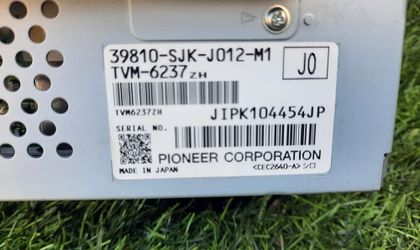 39810-SJK-J012-M1
TVM-6237ZH
J0
TVM6237ZH
JIPK104454JP
SERIAL NO.
PIONEER CORPORATION
MADE IN JAPAN
<CEC2640-A> シロ